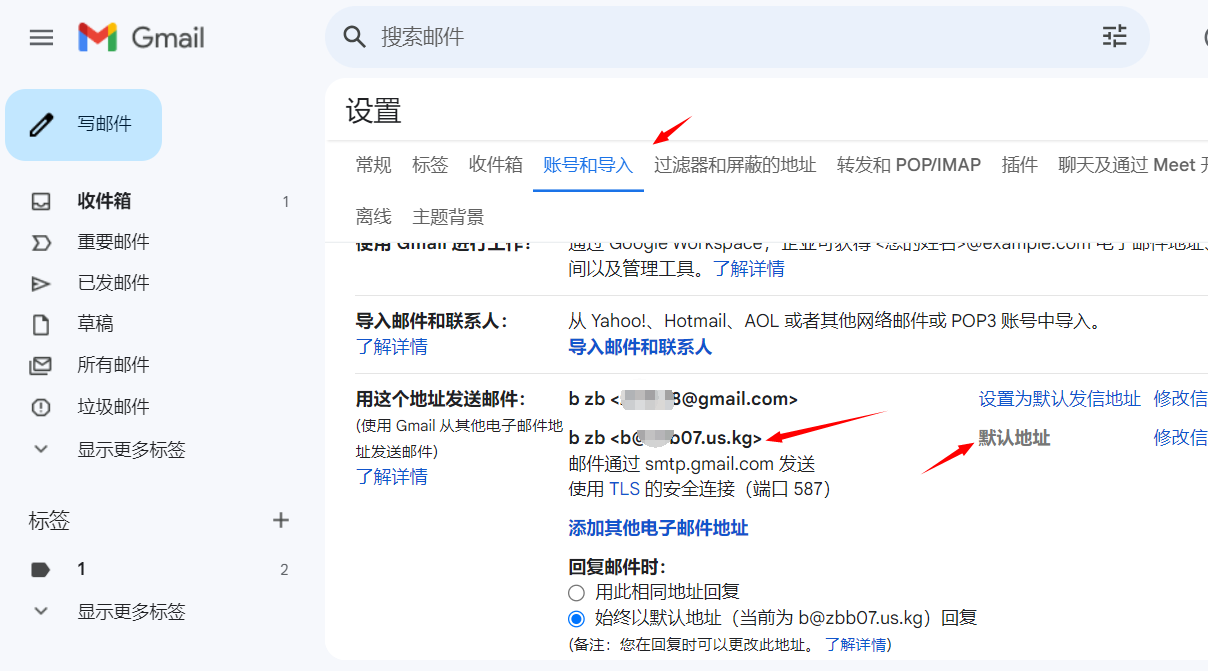 Gmail
搜索邮件
写邮件
收件箱 1
重要邮件
已发邮件
草稿
所有邮件
垃圾邮件
显示更多标签
标签
1 2
显示更多标签
设置
常规 标签 收件箱 账号和导入 过滤器和屏蔽的地址 转发和 POP/IMAP 插件 聊天及通过 Meet
离线 主题背景
使用 Gmail 进行工作： 通过 Google Workspace，企业可获得 <您的姓名>@example.com 电子邮件地址、
间以及管理工具。了解详情
导入邮件和联系人： 从 Yahoo!、Hotmail、AOL 或者其他网络邮件或 POP3 账号中导入。
了解详情 导入邮件和联系人
用这个地址发送邮件： b zb < 8@gmail.com> 设置为默认发信地址 修改信
(使用 Gmail 从其他电子邮件地
址发送邮件)
了解详情
b zb <b@ b07.us.kg> 默认地址 修改信
邮件通过 smtp.gmail.com 发送
使用 TLS 的安全连接（端口 587）
添加其他电子邮件地址
回复邮件时：
用此相同地址回复
始终以默认地址（当前为 b@zbb07.us.kg）回复
(备注：您在回复时可以更改此地址。 了解详情)